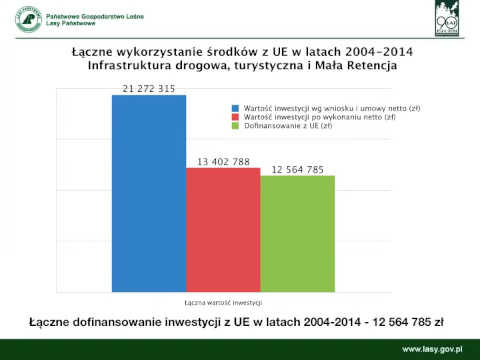 Państwowe Gospodarstwo Leśne
Lasy Państwowe
Łączne wykorzystanie środków z UE w latach 2004-2014
Infrastruktura drogowa, turystyczna i Mała Retencja
21 272 315
Wartość inwestycji wg wniosku i umowy netto (zł)
Wartość inwestycji po wykonaniu netto (zł)
Dofinansowanie z UE (zł)
13 402 788
12 564 785
Łączna wartość inwestycji
Łączne dofinansowanie inwestycji z UE w latach 2004-2014 - 12 564 785 zł
www.lasy.gov.pl